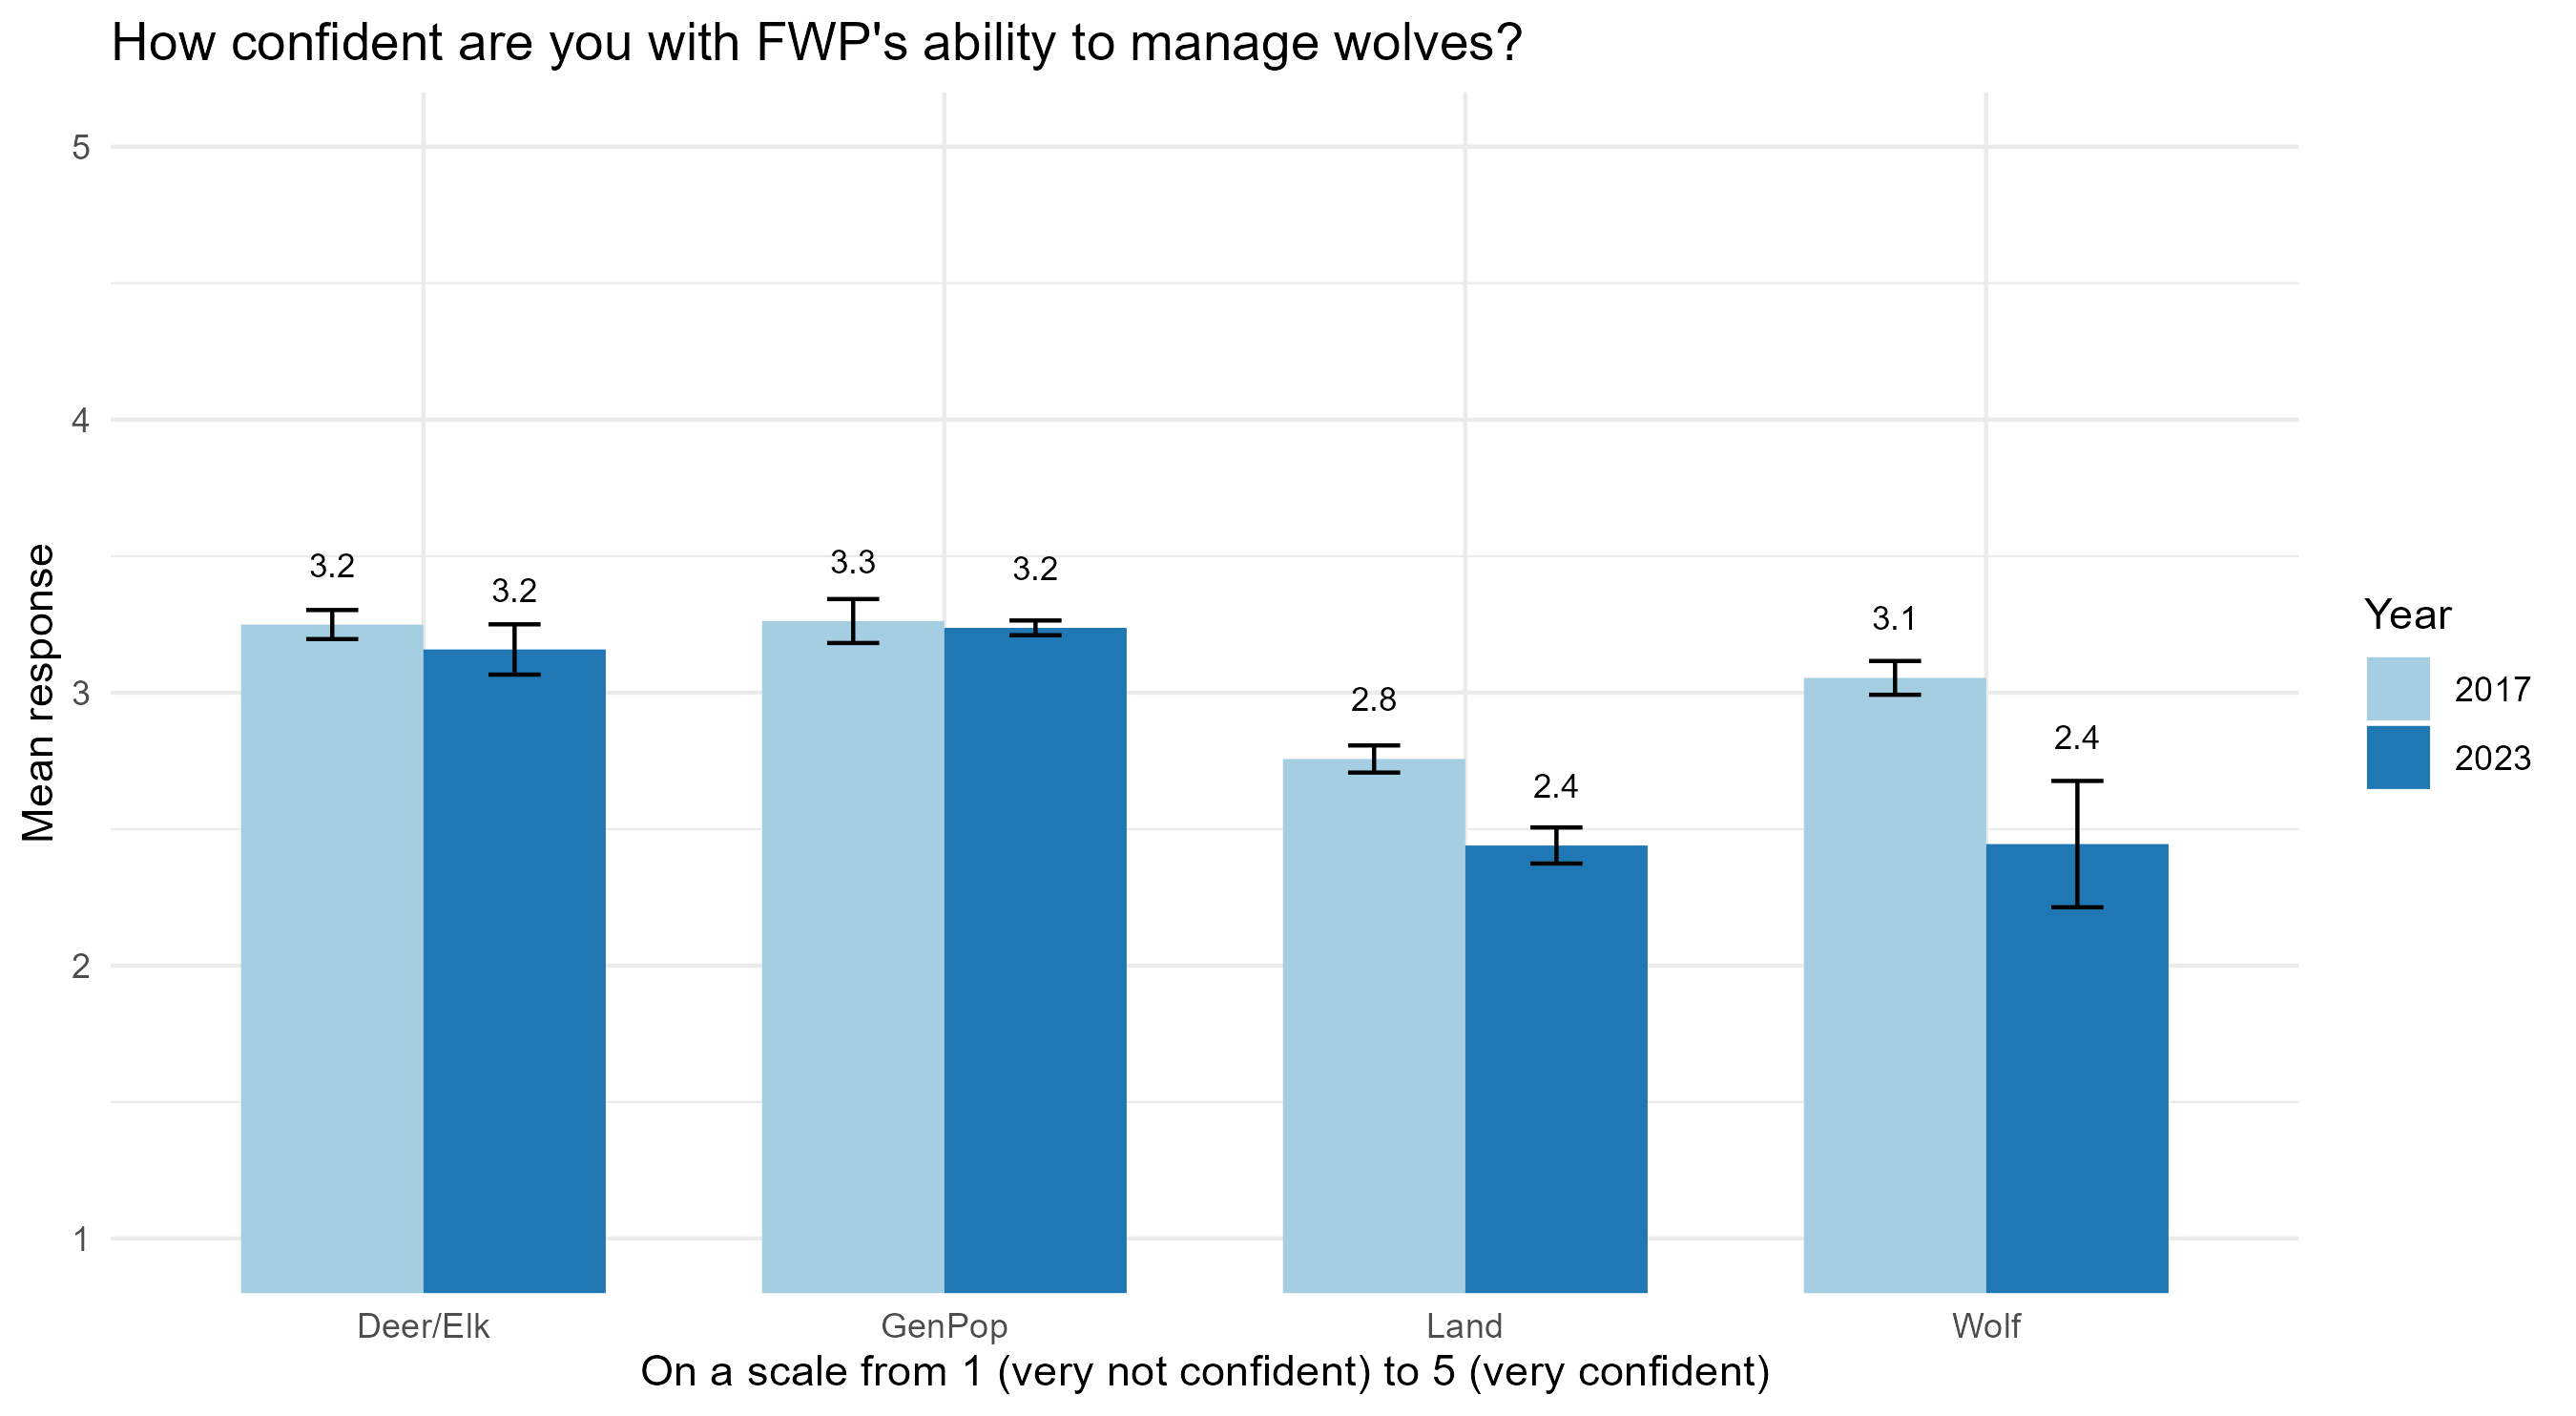 How confident are you with FWP's ability to manage wolves?
Mean response
5
4
3
2
1
3.2
3.2
3.3
3.2
2.8
2.4
3.1
2.4
Deer/Elk
GenPop
Land
Wolf
On a scale from 1 (very not confident) to 5 (very confident)
Year
2017
2023